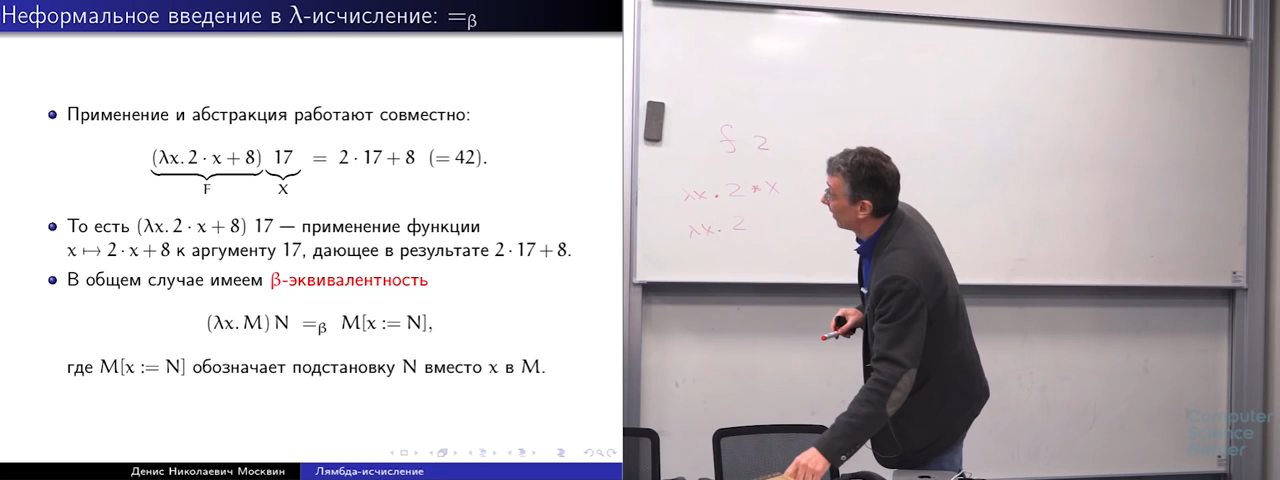 Неформальное введение в λ-исчисление: =β
Применение и абстракция работают совместно:
(λx. 2 · x + 8) 17 = 2 · 17 + 8 (= 42).
F X
То есть (λx. 2 · x + 8) 17 — применение функции
x ↦ 2 · x + 8 к аргументу 17, дающее в результате 2 · 17 + 8.
В общем случае имеем β-эквивалентность
(λx. M) N =β M[x := N],
где M[x := N] обозначает подстановку N вместо x в M.
Денис Николаевич Москвин Лямбда-исчисление
f 2
λx. 2 * x
λx. 2
Computer
Science
Center